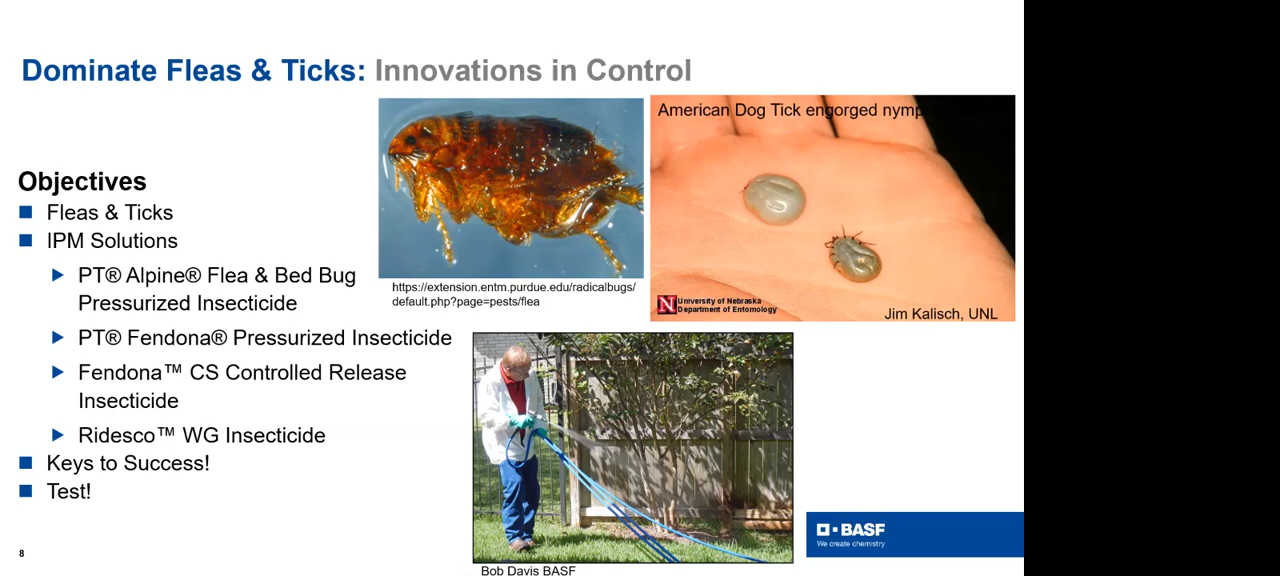 Dominate Fleas & Ticks: Innovations in Control
American Dog Tick engorged nymp
Objectives
Fleas & Ticks
IPM Solutions
PT® Alpine® Flea & Bed Bug
Pressurized Insecticide
PT® Fendona® Pressurized Insecticide
Fendona™ CS Controlled Release
Insecticide
Ridesco™ WG Insecticide
Keys to Success!
Test!
https://extension.entm.purdue.edu/radicalbugs/
default.php?page=pests/flea
N
University of Nebraska
Department of Entomology
Jim Kalisch, UNL
Bob Davis BASF
BASF
We create chemistry
8